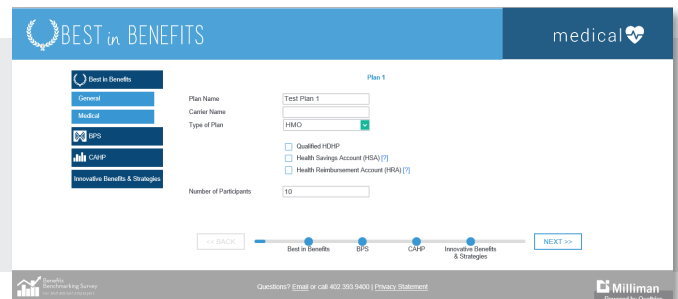 BEST in BENEFITS
medical
Best in Benefits
General
Medical
BPS
CAHP
Innovative Benefits & Strategies
Plan 1
Plan Name Test Plan 1
Carrier Name
Type of Plan HMO
Qualified HDHP
Health Savings Account (HSA) [?]
Health Reimbursement Account (HRA) [?]
Number of Participants 10
<< BACK
Best in Benefits BPS CAHP Innovative Benefits
& Strategies
NEXT >>
Benefits
Benchmarking Survey
Questions? Email or call 402 393 9400 | Privacy Statement
Milliman
Powered by Qualtrics